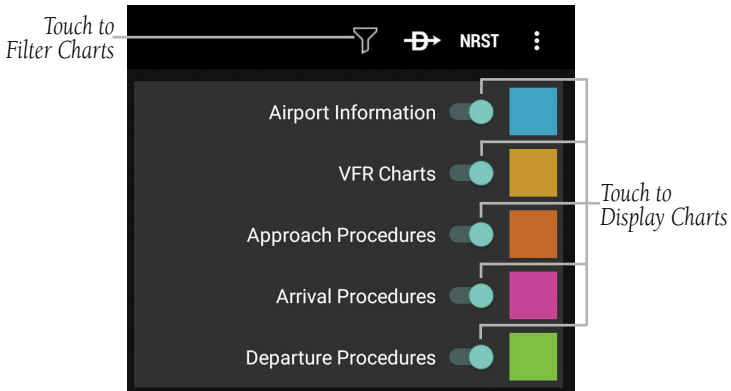 Touch to
Filter Charts
D NRST
Airport Information
VFR Charts
Approach Procedures
Arrival Procedures
Departure Procedures
Touch to
Display Charts